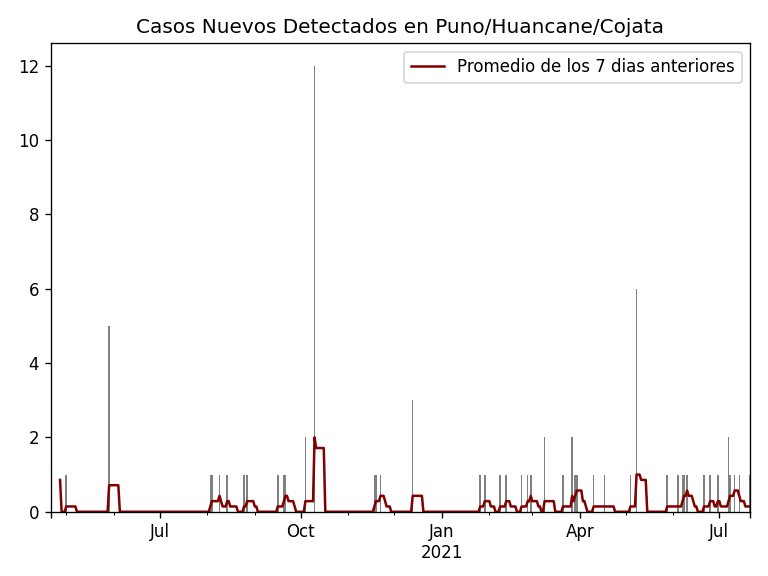 Casos Nuevos Detectados en Puno/Huancane/Cojata
Promedio de los 7 dias anteriores
12
10
8
6
4
2
0
Jul
Oct
Jan
2021
Apr
Jul